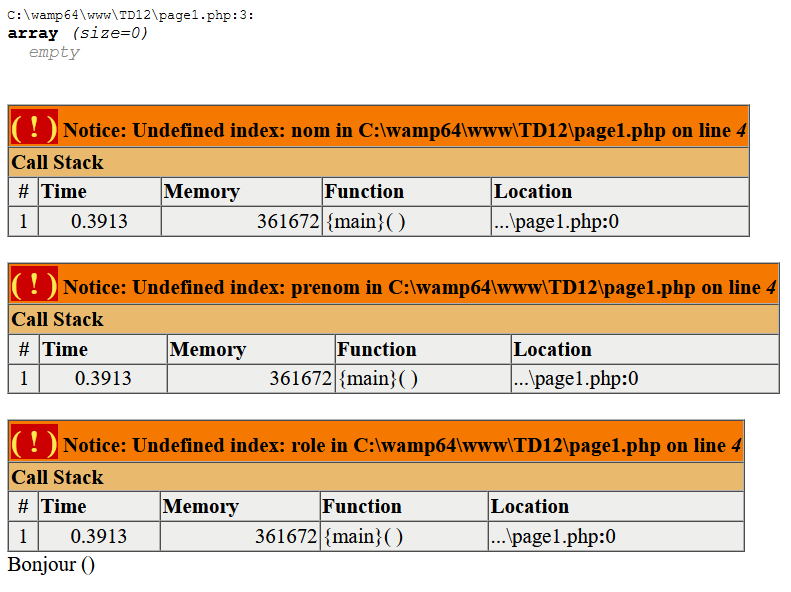 C:\wamp64\www\TD12\page1.php:3:
array (size=0)
empty
( ! ) Notice: Undefined index: nom in C:\wamp64\www\TD12\page1.php on line 4
Call Stack
# Time Memory Function Location
1 0.3913 361672 {main}( ) ...\page1.php:0
( ! ) Notice: Undefined index: prenom in C:\wamp64\www\TD12\page1.php on line 4
Call Stack
# Time Memory Function Location
1 0.3913 361672 {main}( ) ...\page1.php:0
( ! ) Notice: Undefined index: role in C:\wamp64\www\TD12\page1.php on line 4
Call Stack
# Time Memory Function Location
1 0.3913 361672 {main}( ) ...\page1.php:0
Bonjour ()